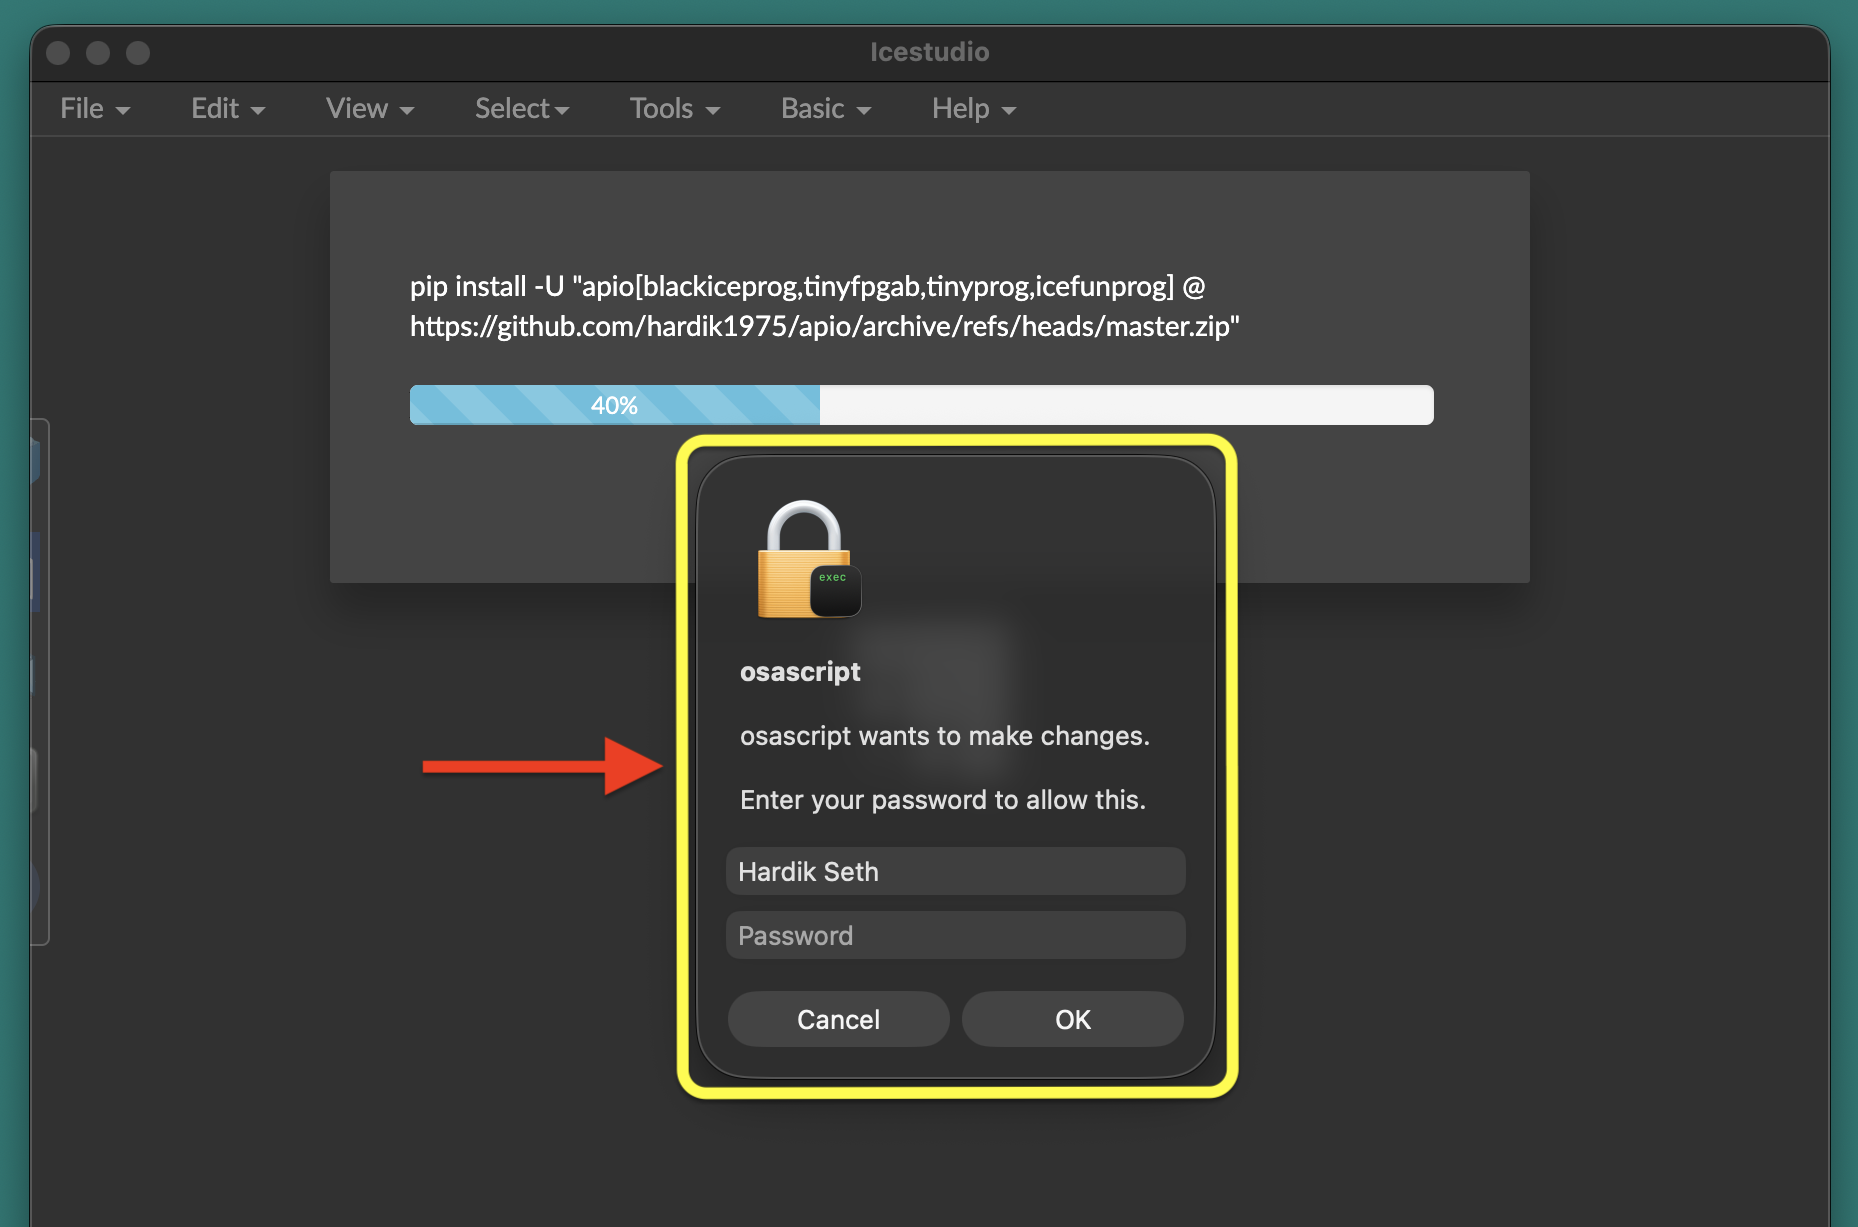 Icestudio
File Edit View Select Tools Basic Help
pip install -U "apio[blackiceprog,tinyfpgab,tinyprog,icefunprog] @
https://github.com/hardik1975/apio/archive/refs/heads/master.zip"
40%
exec
osascript
osascript wants to make changes.
Enter your password to allow this.
Hardik Seth
Password
Cancel OK